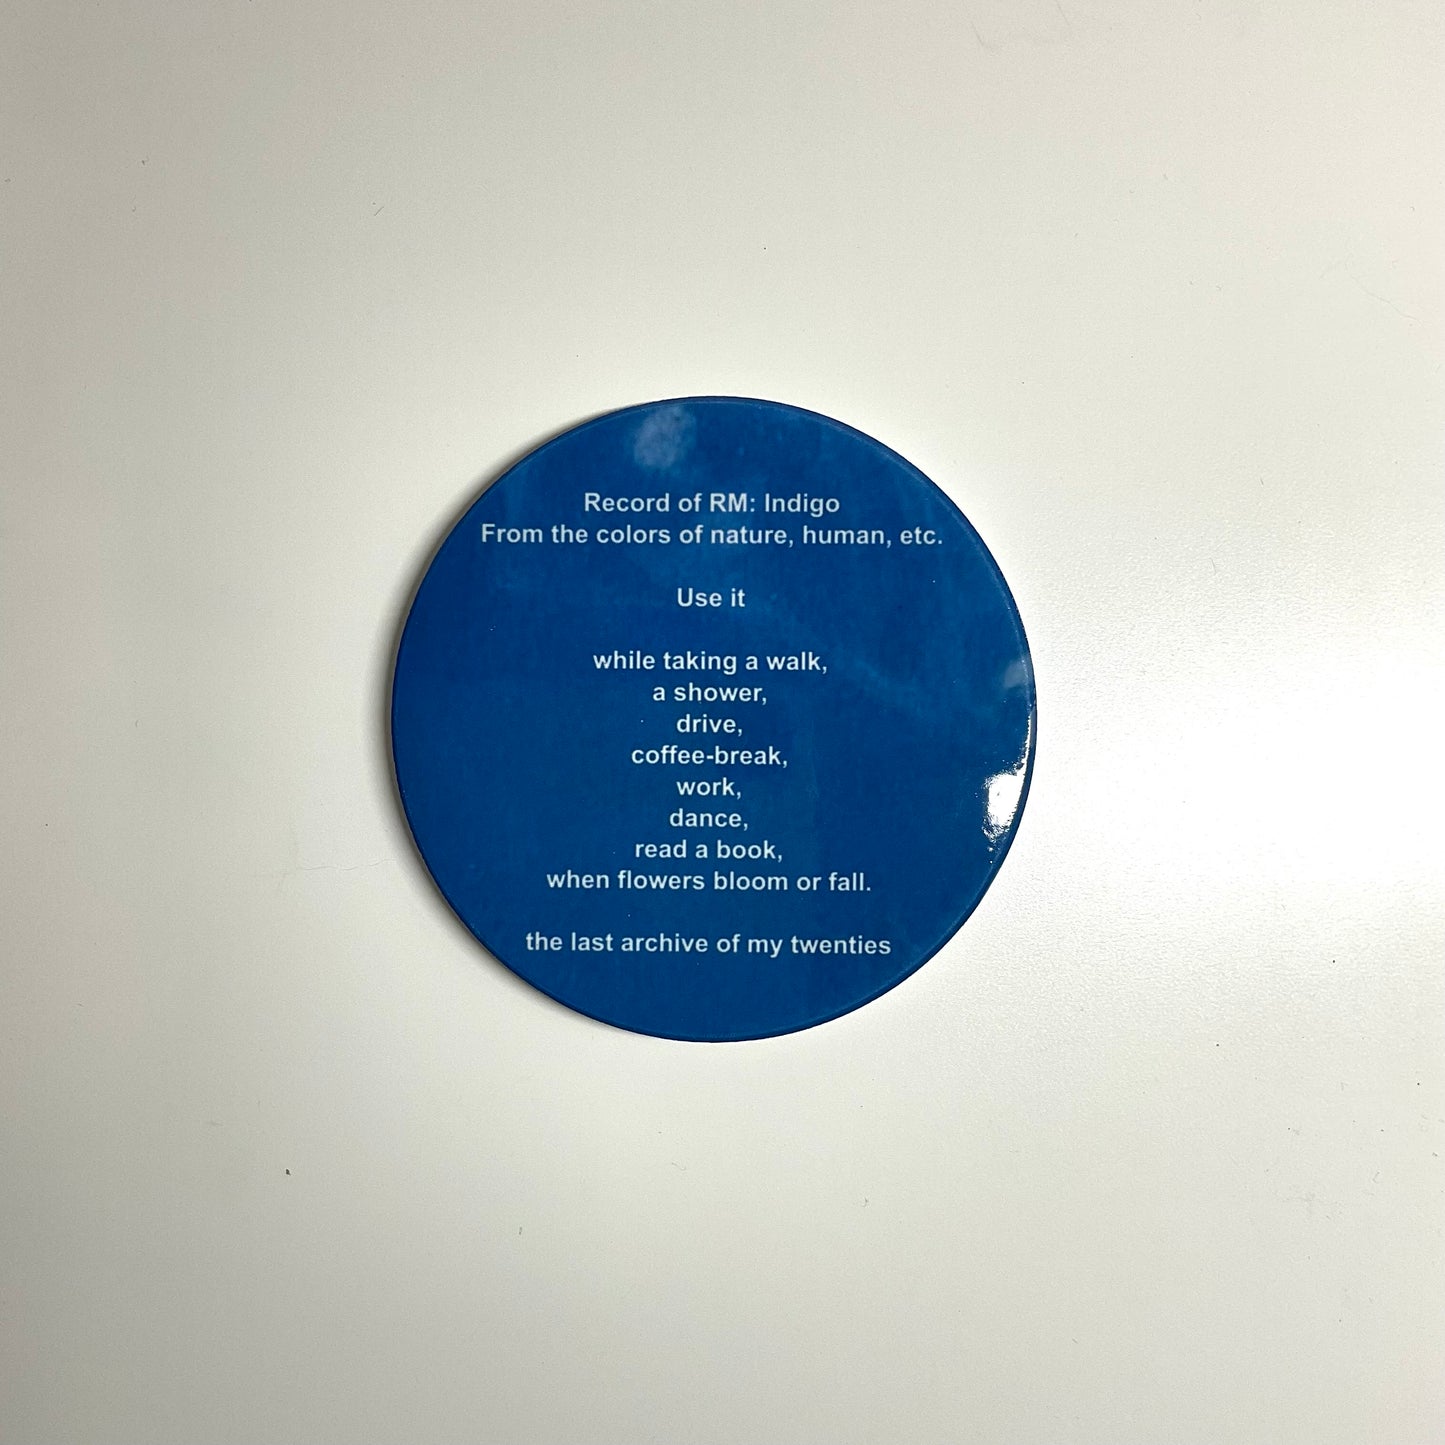 Record of RM: Indigo
From the colors of nature, human, etc.
Use it
while taking a walk,
a shower,
drive,
coffee-break,
work,
dance,
read a book,
when flowers bloom or fall.
the last archive of my twenties